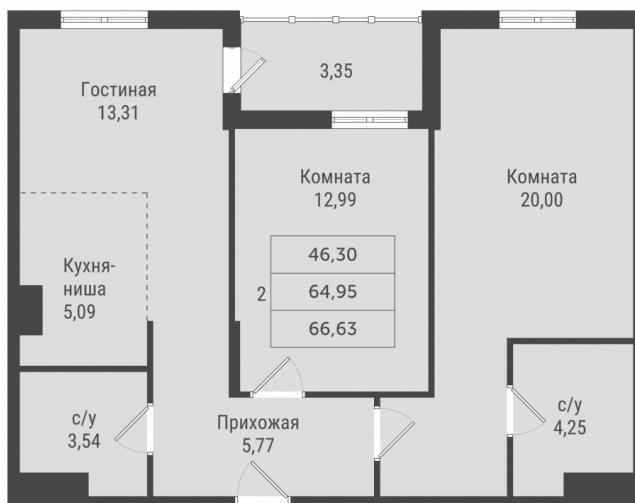 Гостиная
13,31
3,35
Комната
12,99
Комната
20,00
Кухня-
ниша
5,09
2
46,30
64,95
66,63
с/у
3,54
Прихожая
5,77
с/у
4,25